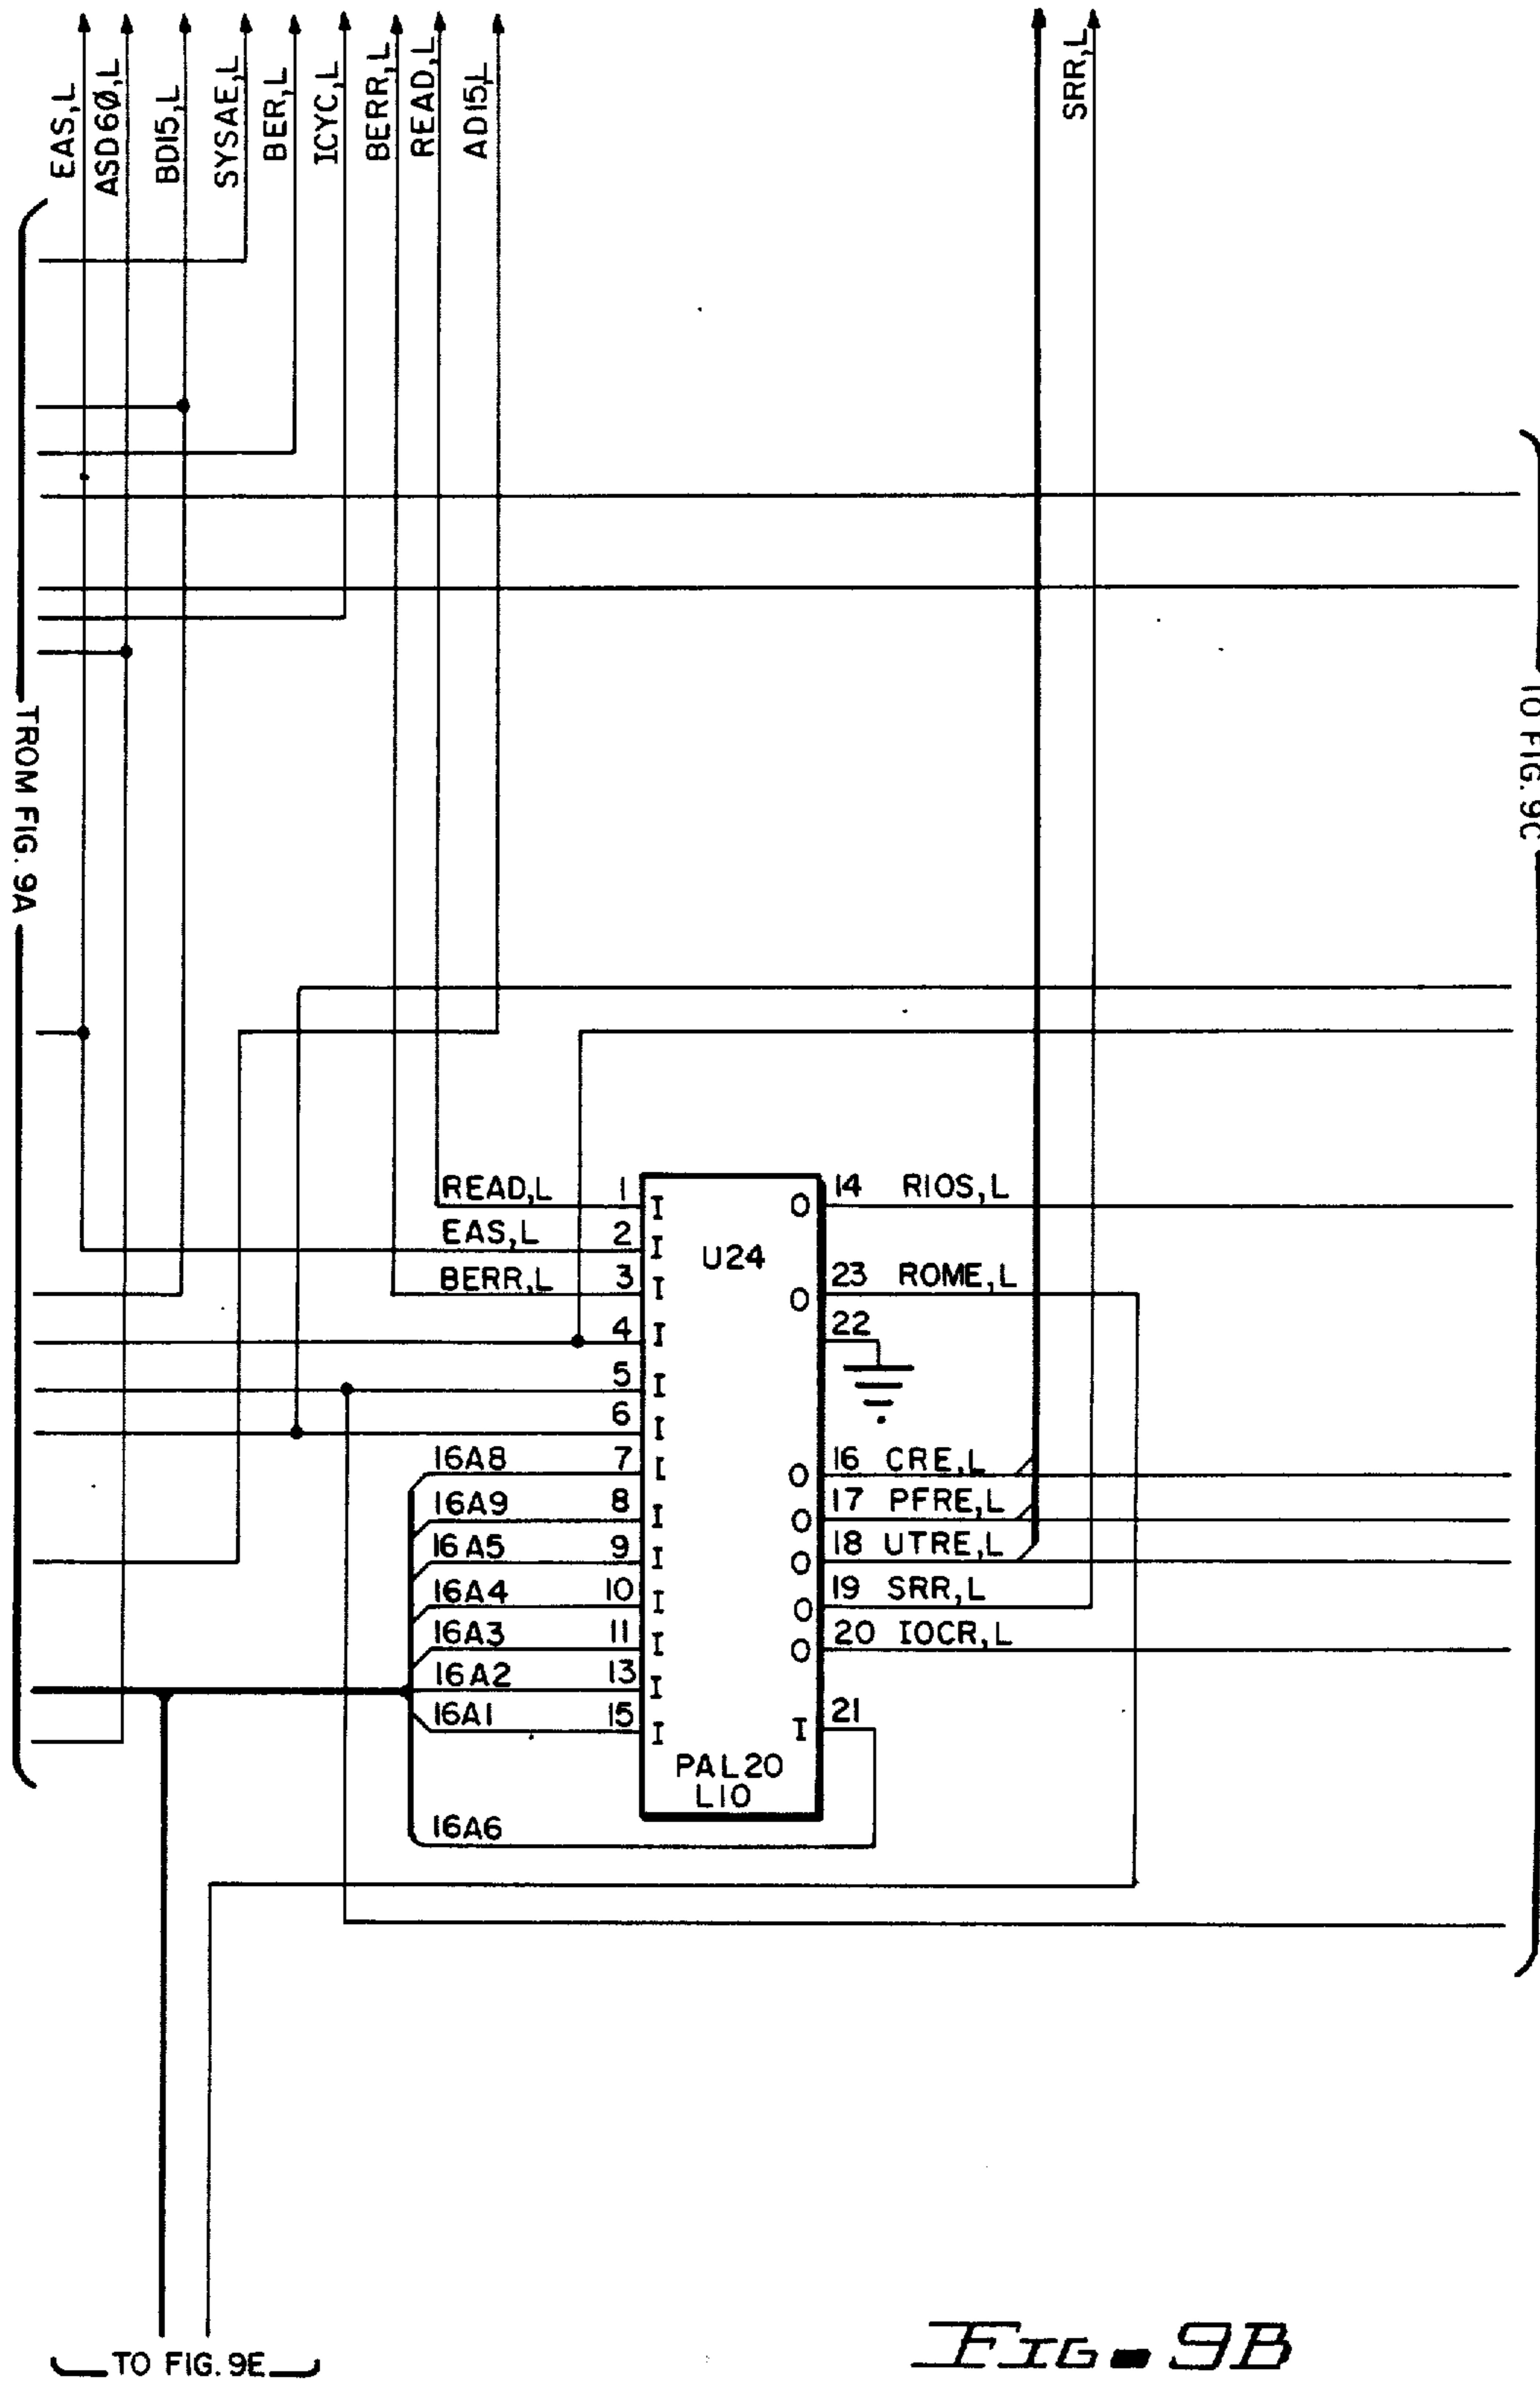 EAS,L
ASD60,L
BD15,L
SYSAE,L
BER,L
ICYC,L
BERR,L
READ,L
AD15,L
SRR,L
TROM FIG. 9A
TO FIG. 9C
READ,L 1 I
EAS,L 2 I
BERR,L 3 I
4 I
5 I
6 I
16A8 7 I
16A9 8 I
16A5 9 I
16A4 10 I
16A3 11 I
16A2 13 I
16A1 15 I
16A6
U24
PAL20
L10
O 14 RIOS,L
O 23 ROME,L
22
O 16 CRE,L
O 17 PFRE,L
O 18 UTRE,L
O 19 SRR,L
O 20 IOCR,L
I 21
TO FIG. 9E
FIG. 9B